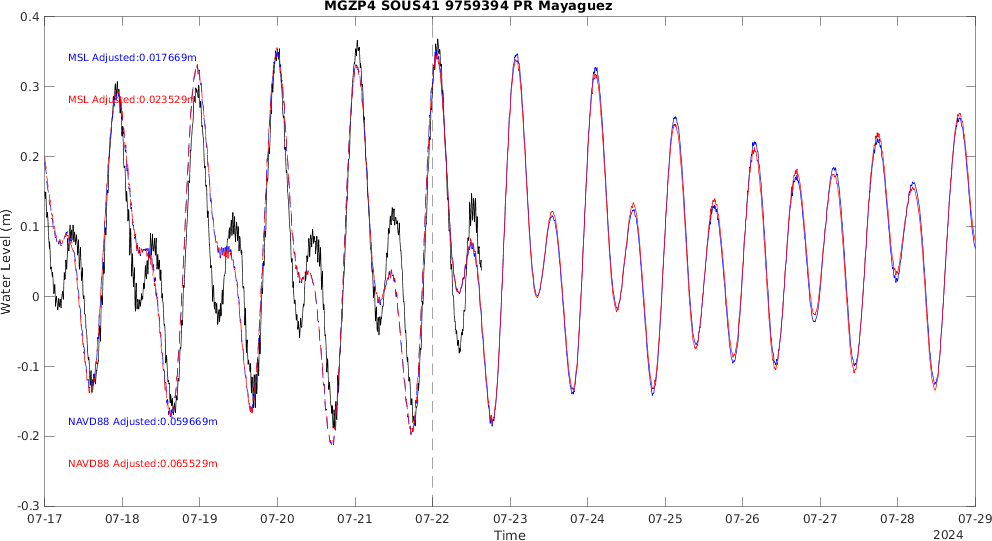 MGZP4 SOUS41 9759394 PR Mayaguez
0.4
MSL Adjusted:0.017669m
0.3
MSL Adjusted:0.023529m
0.2
0.1
Water Level (m)
0
-0.1
NAVD88 Adjusted:0.059669m
-0.2
NAVD88 Adjusted:0.065529m
-0.3
07-17 07-18 07-19 07-20 07-21 07-22 07-23 07-24 07-25 07-26 07-27 07-28 07-29
Time
2024